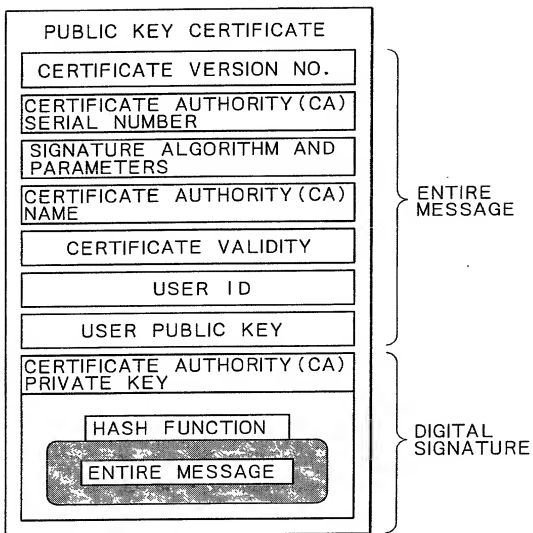 PUBLIC KEY CERTIFICATE
CERTIFICATE VERSION NO.
CERTIFICATE AUTHORITY(CA)
SERIAL NUMBER
SIGNATURE ALGORITHM AND
PARAMETERS
CERTIFICATE AUTHORITY(CA)
NAME
CERTIFICATE VALIDITY
USER ID
USER PUBLIC KEY
ENTIRE
MESSAGE
CERTIFICATE AUTHORITY(CA)
PRIVATE KEY
HASH FUNCTION
ENTIRE MESSAGE
DIGITAL
SIGNATURE